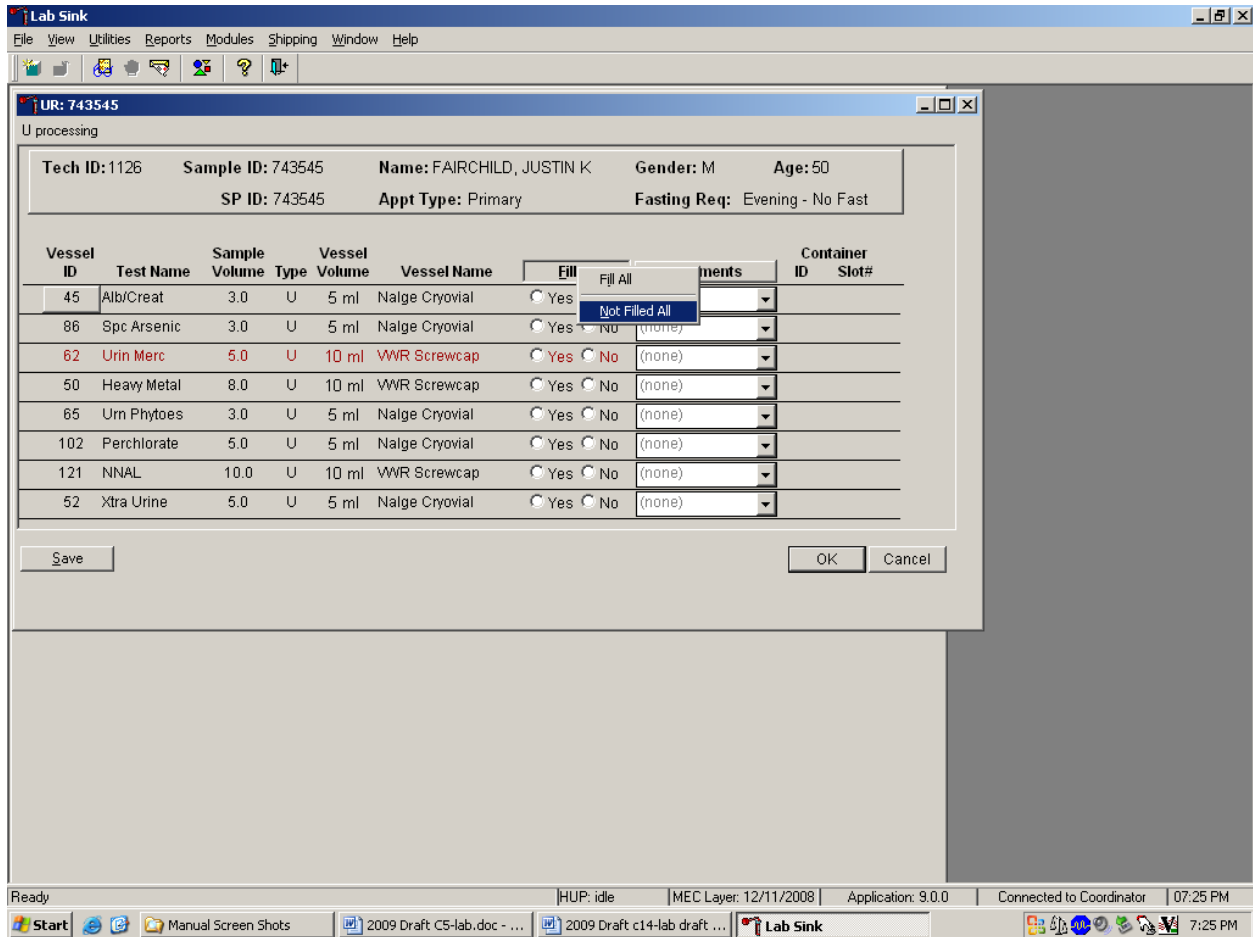 Lab Sink
File View Utilities Reports Modules Shipping Window Help
UR: 743545
U processing
Tech ID: 1126 Sample ID: 743545 Name: FAIRCHILD, JUSTIN K Gender: M Age: 50
SP ID: 743545 Appt Type: Primary Fasting Req: Evening - No Fast
Vessel Sample Vessel Container
ID Test Name Volume Type Volume Vessel Name Fill ments ID Slot#
Fill All
Not Filled All
45 Alb/Creat 3.0 U 5 ml Nalge Cryovial Yes
86 Spc Arsenic 3.0 U 5 ml Nalge Cryovial Yes No (none)
62 Urin Merc 5.0 U 10 ml VWR Screwcap Yes No (none)
50 Heavy Metal 8.0 U 10 ml VWR Screwcap Yes No (none)
65 Urn Phytoes 3.0 U 5 ml Nalge Cryovial Yes No (none)
102 Perchlorate 5.0 U 5 ml Nalge Cryovial Yes No (none)
121 NNAL 10.0 U 10 ml VWR Screwcap Yes No (none)
52 Xtra Urine 5.0 U 5 ml Nalge Cryovial Yes No (none)
Save OK Cancel
Ready HUP: idle MEC Layer: 12/11/2008 Application: 9.0.0 Connected to Coordinator 07:25 PM
Start Manual Screen Shots 2009 Draft C5-lab.doc - ... 2009 Draft c14-lab draft ... Lab Sink 7:25 PM